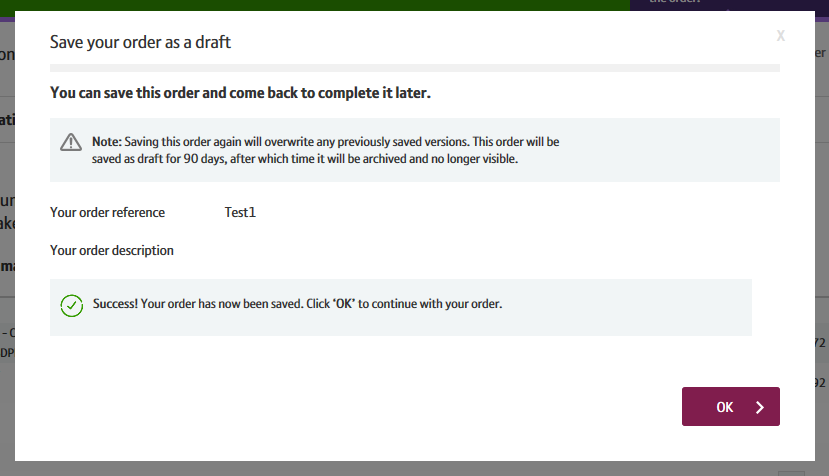 the order.
Save your order as a draft
X
You can save this order and come back to complete it later.
Note: Saving this order again will overwrite any previously saved versions. This order will be
saved as draft for 90 days, after which time it will be archived and no longer visible.
Your order reference Test1
Your order description
Success! Your order has now been saved. Click 'OK' to continue with your order.
OK